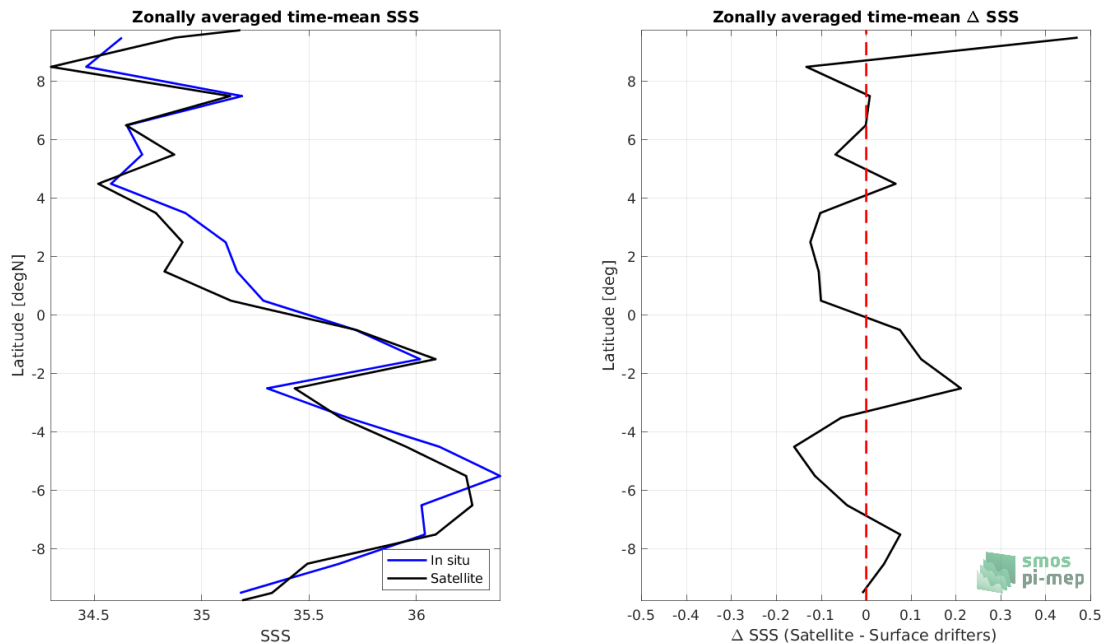 Zonally averaged time-mean SSS
Latitude [degN]
8
6
4
2
0
-2
-4
-6
-8
34.5 35 35.5 36
SSS
In situ
Satellite
Zonally averaged time-mean Δ SSS
Latitude [deg]
8
6
4
2
0
-2
-4
-6
-8
-0.5 -0.4 -0.3 -0.2 -0.1 0 0.1 0.2 0.3 0.4 0.5
Δ SSS (Satellite - Surface drifters)
smos
pi-mep